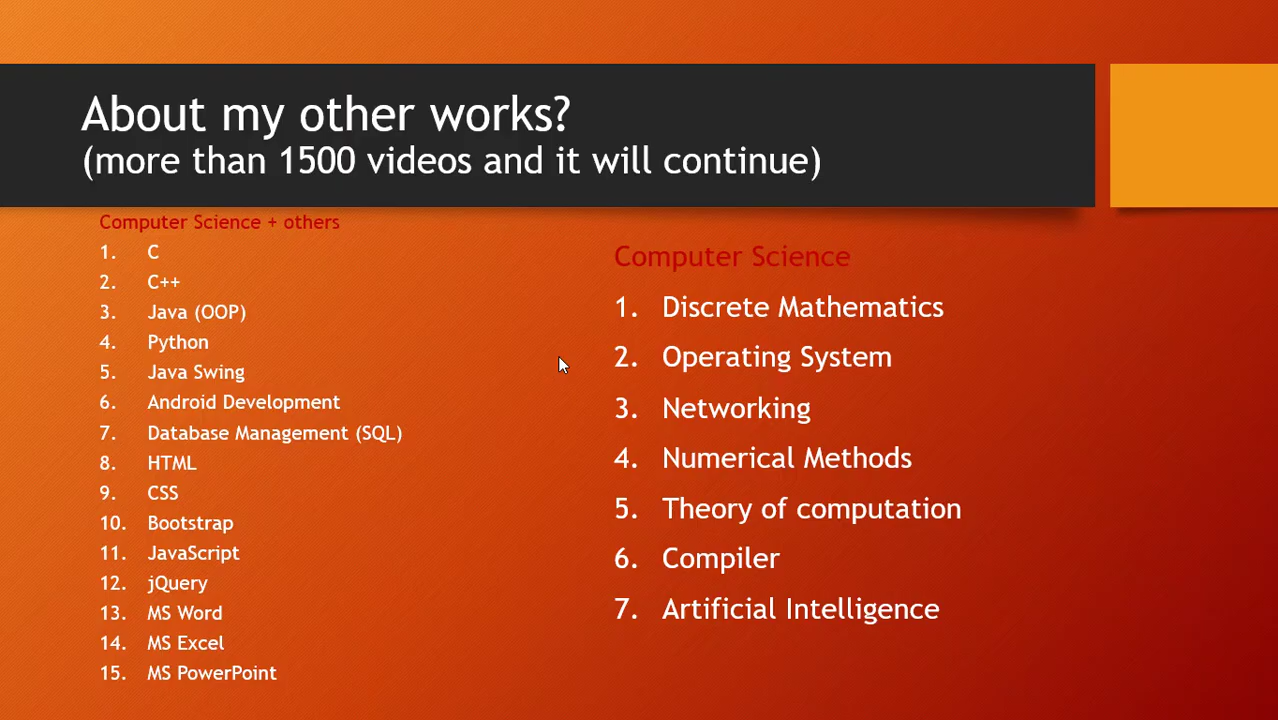 About my other works?
(more than 1500 videos and it will continue)
Computer Science + others
1. C
2. C++
3. Java (OOP)
4. Python
5. Java Swing
6. Android Development
7. Database Management (SQL)
8. HTML
9. CSS
10. Bootstrap
11. JavaScript
12. jQuery
13. MS Word
14. MS Excel
15. MS PowerPoint
Computer Science
1. Discrete Mathematics
2. Operating System
3. Networking
4. Numerical Methods
5. Theory of computation
6. Compiler
7. Artificial Intelligence